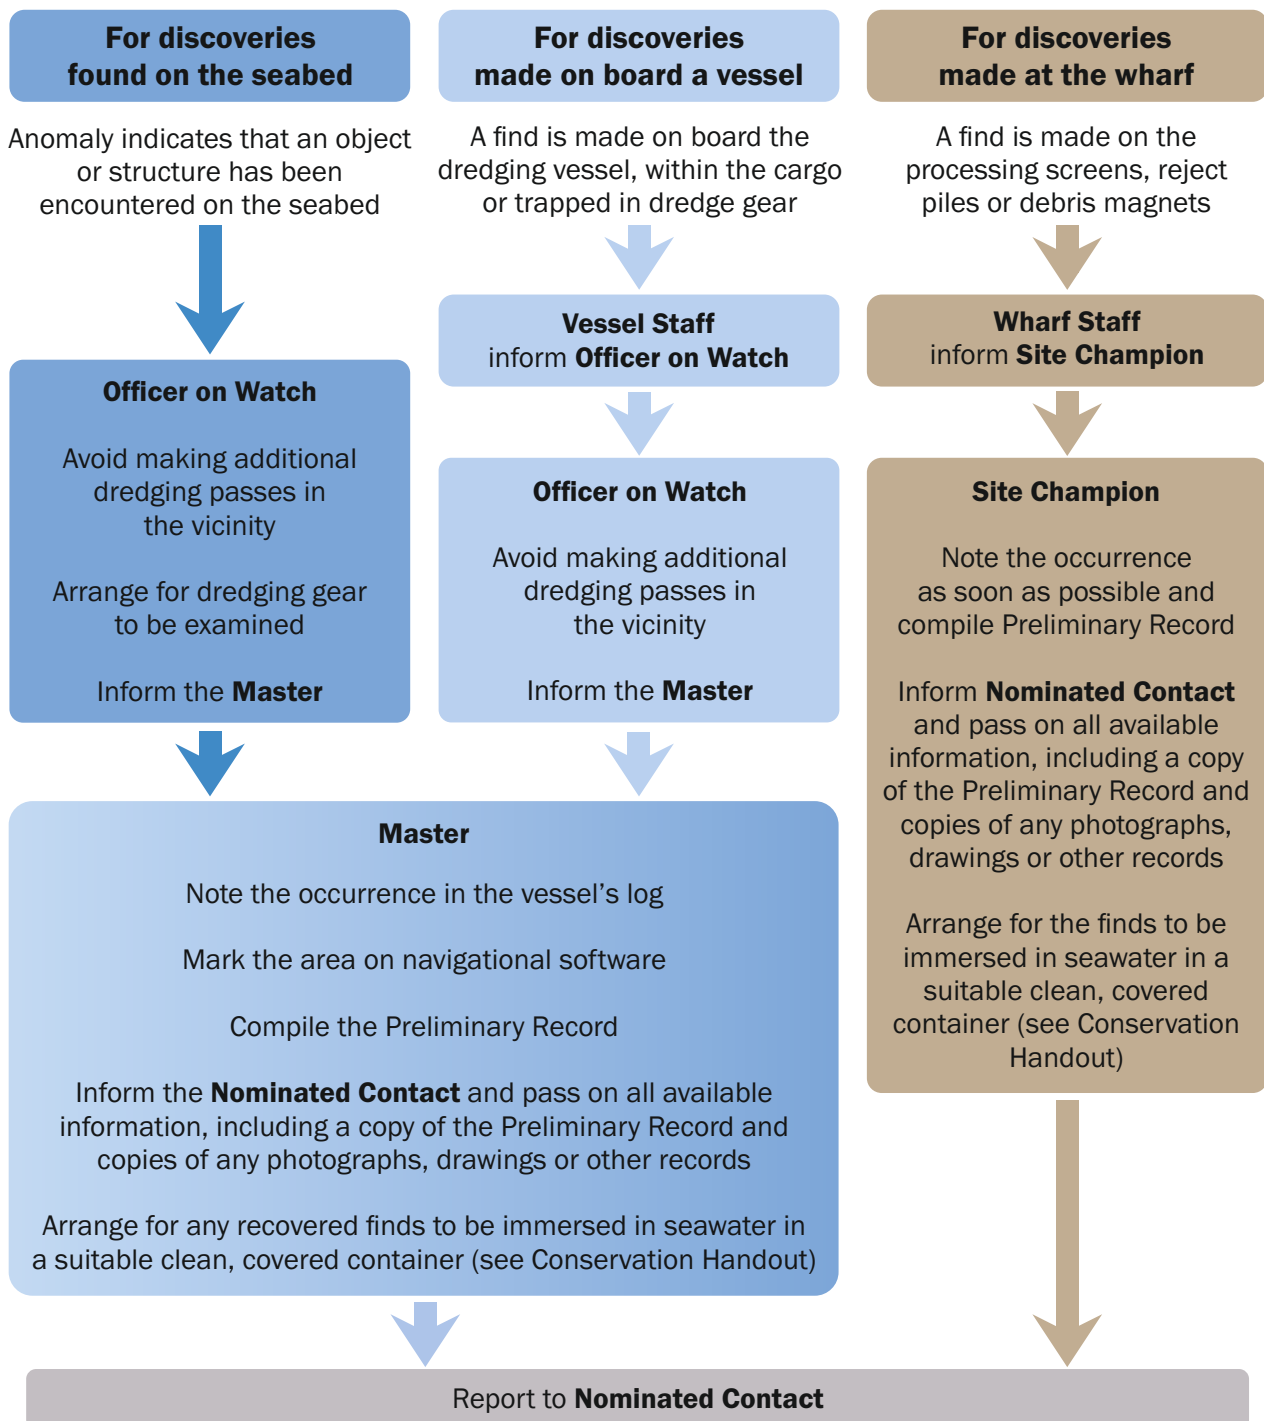 For discoveries
found on the seabed
Anomaly indicates that an object
or structure has been
encountered on the seabed
Officer on Watch
Avoid making additional
dredging passes in
the vicinity
Arrange for dredging gear
to be examined
Inform the Master
For discoveries
made on board a vessel
A find is made on board the
dredging vessel, within the cargo
or trapped in dredge gear
Vessel Staff
inform Officer on Watch
Officer on Watch
Avoid making additional
dredging passes in
the vicinity
Inform the Master
Master
Note the occurrence in the vessel’s log
Mark the area on navigational software
Compile the Preliminary Record
Inform the Nominated Contact and pass on all available
information, including a copy of the Preliminary Record and
copies of any photographs, drawings or other records
Arrange for any recovered finds to be immersed in seawater in
a suitable clean, covered container (see Conservation Handout)
For discoveries
made at the wharf
A find is made on the
processing screens, reject
piles or debris magnets
Wharf Staff
inform Site Champion
Site Champion
Note the occurrence
as soon as possible and
compile Preliminary Record
Inform Nominated Contact
and pass on all available
information, including a copy
of the Preliminary Record and
copies of any photographs,
drawings or other records
Arrange for the finds to be
immersed in seawater in a
suitable clean, covered
container (see Conservation
Handout)
Report to Nominated Contact